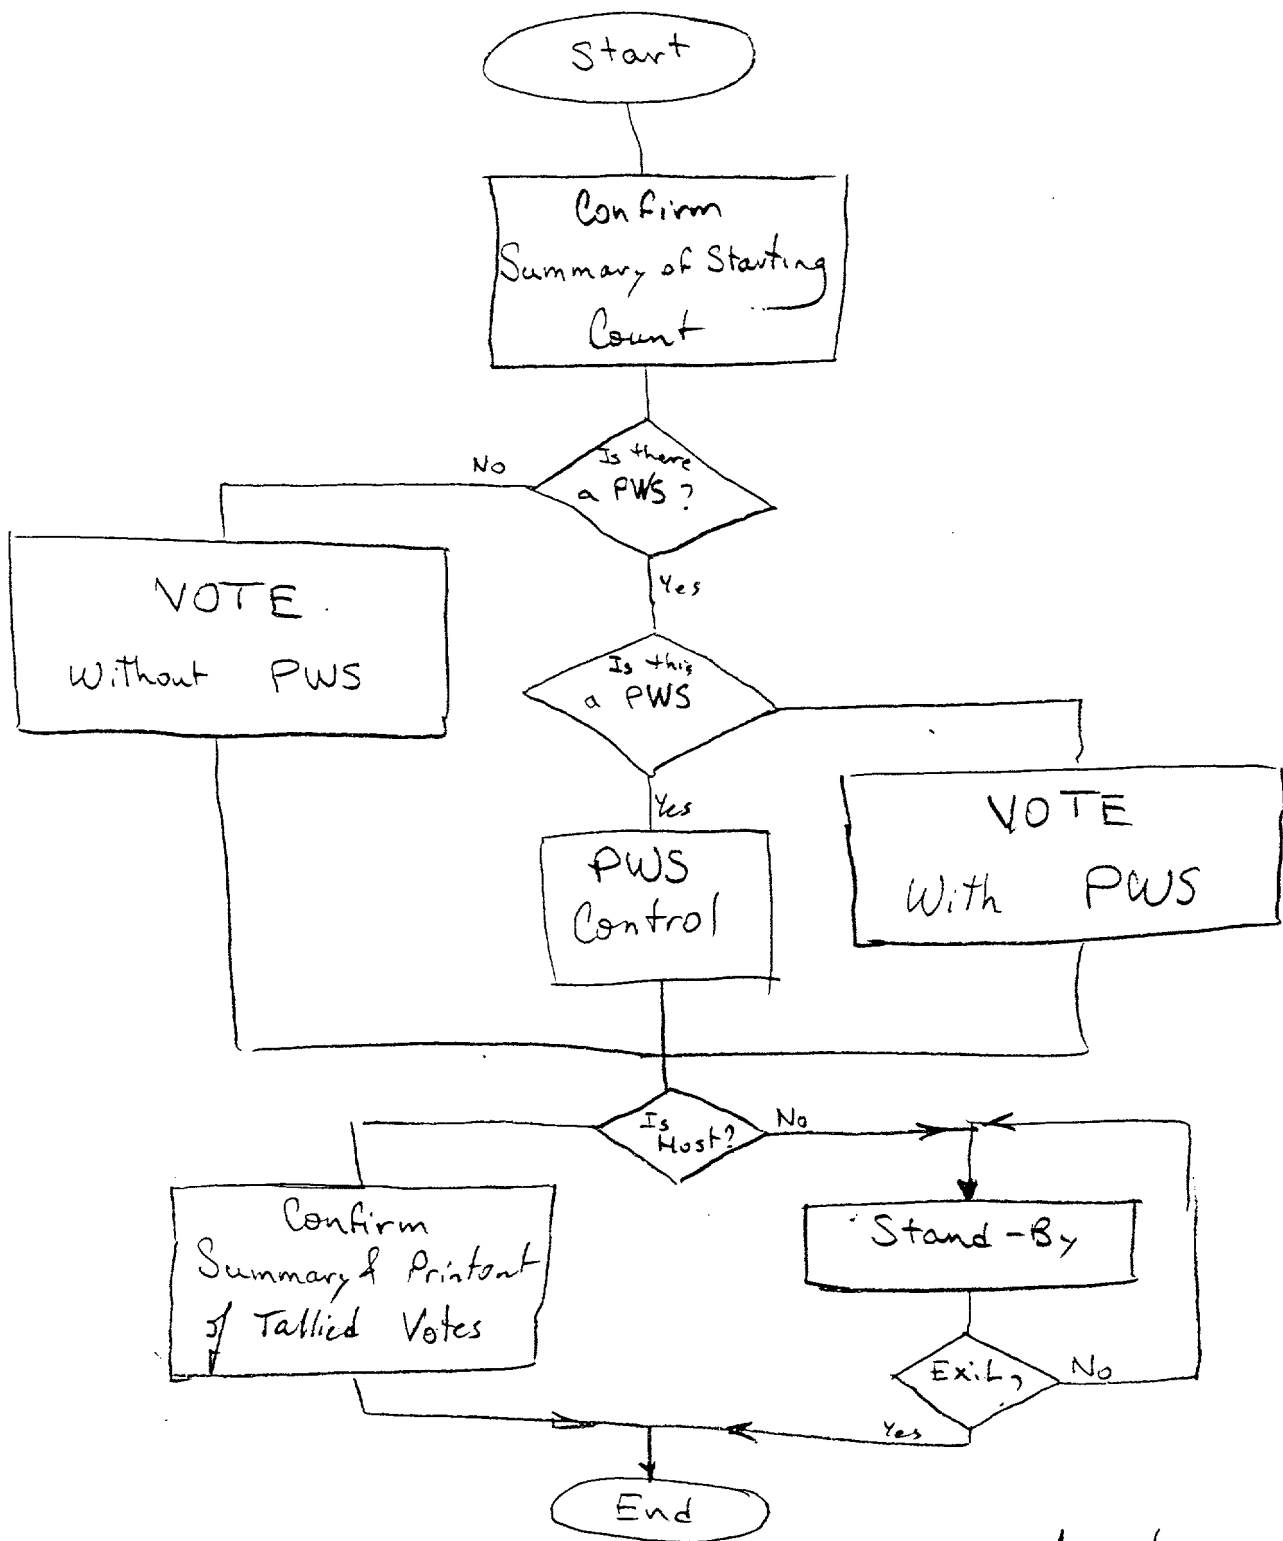 Start
Confirm
Summary of Starting
Count
Is there
a PWS?
No
Yes
VOTE
Without PWS
Is this
a PWS
Yes
PWS
Control
VOTE
With PWS
Is
Host?
No
Confirm
Summary & Printout
of Tallied Votes
Stand-By
Exit?
No
Yes
End